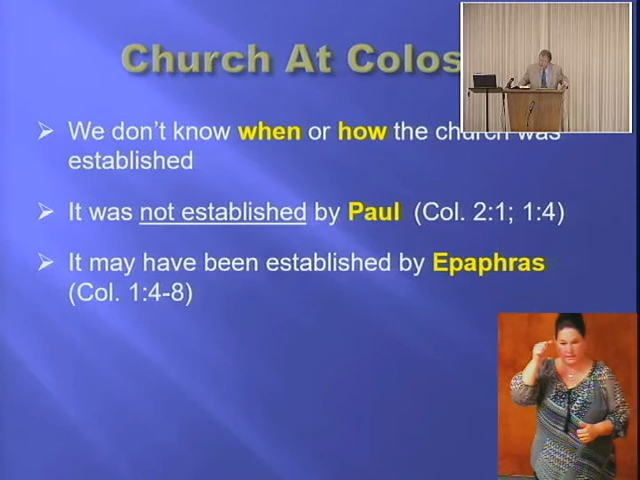 Church At Colos
➢ We don't know when or how the church was
established
➢ It was not established by Paul (Col. 2:1; 1:4)
➢ It may have been established by Epaphras
(Col. 1:4-8)